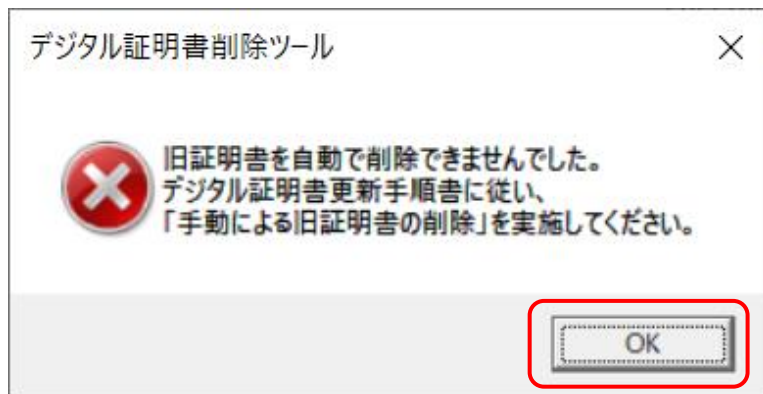 デジタル証明書削除ツール
旧証明書を自動で削除できませんでした。
デジタル証明書更新手順書に従い、
「手動による旧証明書の削除」を実施してください。
OK